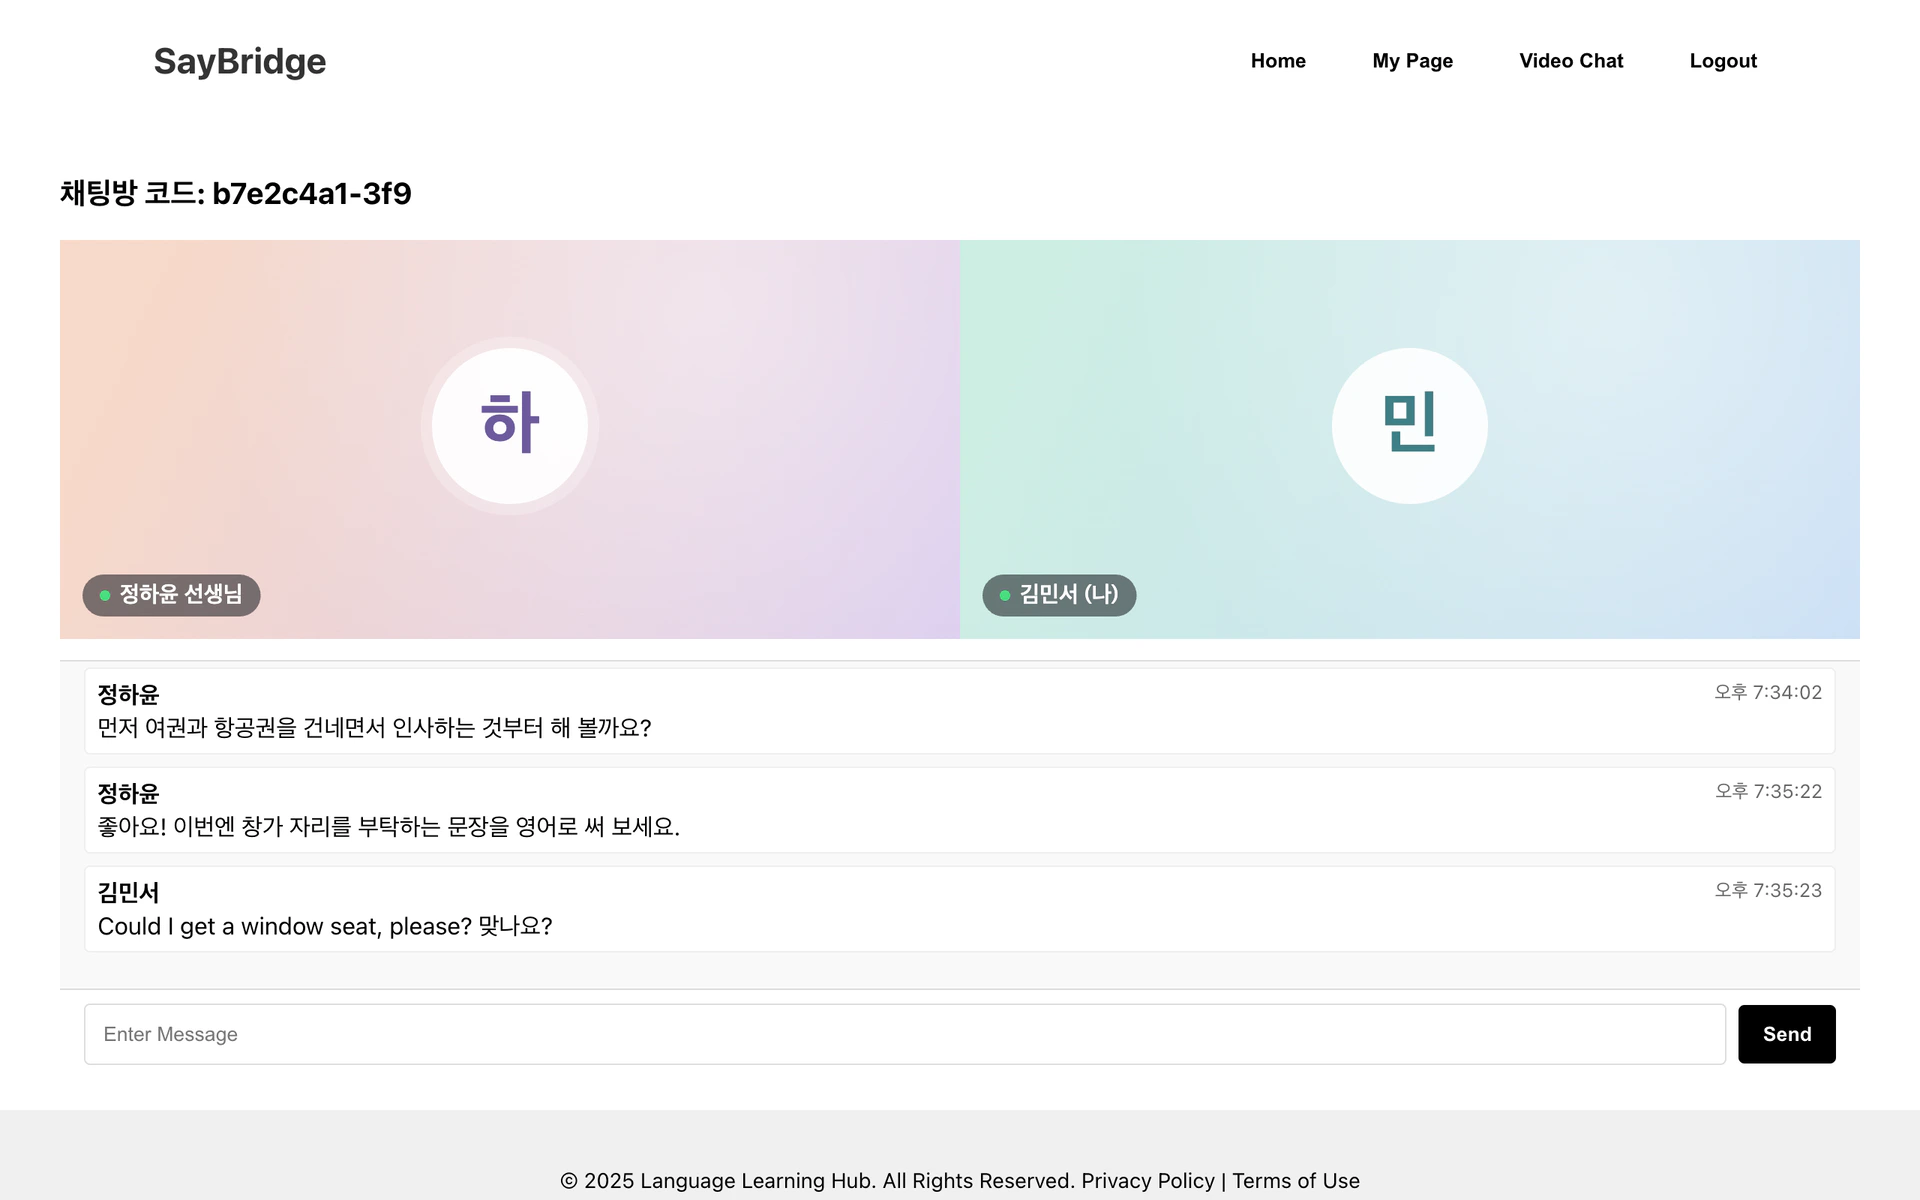 SayBridge
Home My Page Video Chat Logout
채팅방 코드: b7e2c4a1-3f9
하
민
정하윤 선생님
김민서 (나)
정하윤 오후 7:34:02
먼저 여권과 항공권을 건네면서 인사하는 것부터 해 볼까요?
정하윤 오후 7:35:22
좋아요! 이번엔 창가 자리를 부탁하는 문장을 영어로 써 보세요.
김민서 오후 7:35:23
Could I get a window seat, please? 맞나요?
Enter Message Send
© 2025 Language Learning Hub. All Rights Reserved. Privacy Policy | Terms of Use